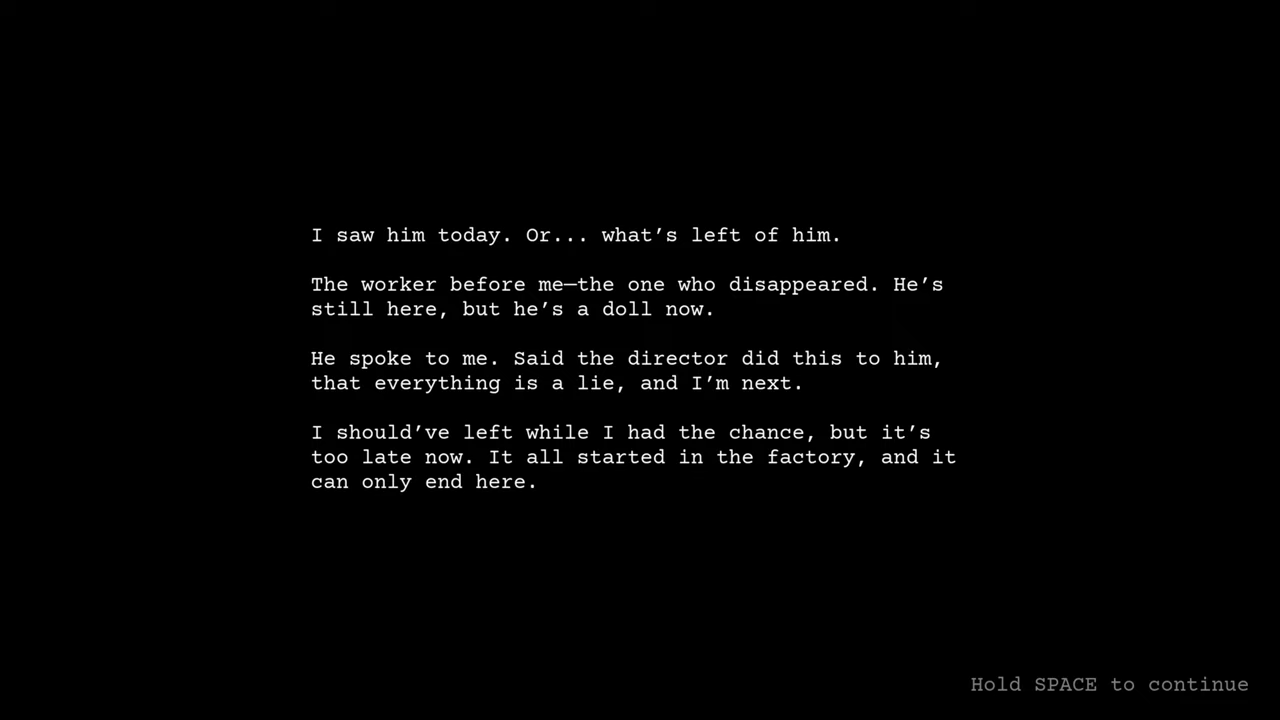 I saw him today. Or... what’s left of him.
The worker before me—the one who disappeared. He’s
still here, but he’s a doll now.
He spoke to me. Said the director did this to him,
that everything is a lie, and I’m next.
I should’ve left while I had the chance, but it’s
too late now. It all started in the factory, and it
can only end here.
Hold SPACE to continue